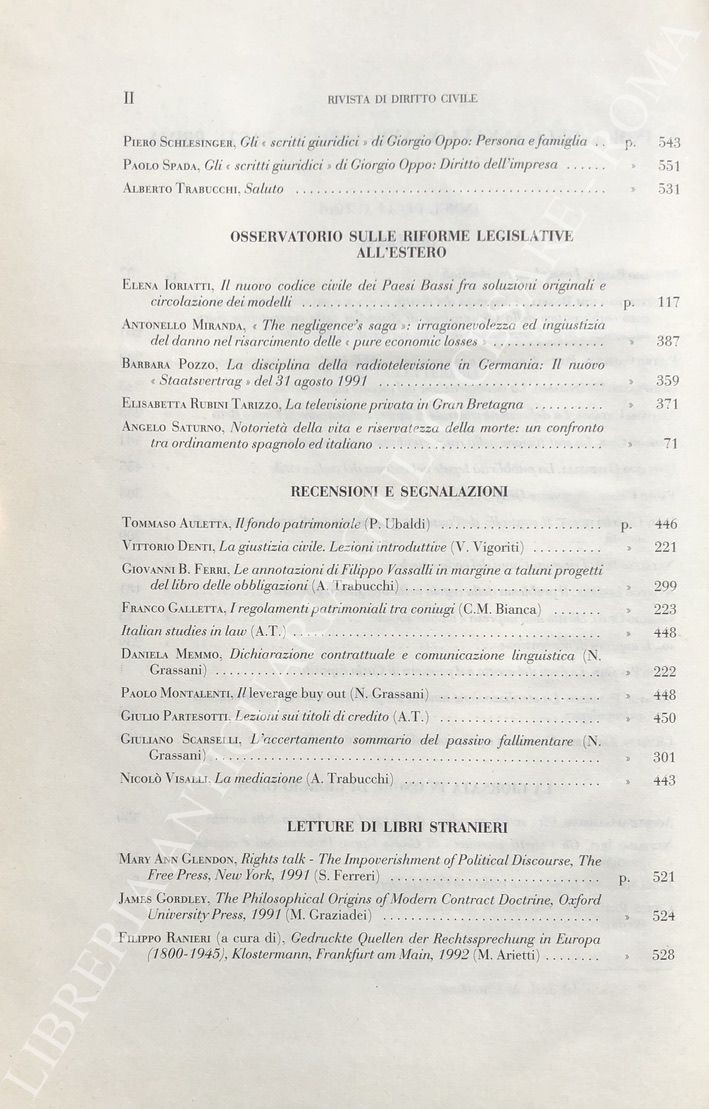 II
RIVISTA DI DIRITTO CIVILE
PIERO SCHLESINGER, Gli « scritti giuridici » di Giorgio Oppo: Persona e famiglia . . p. 543
PAOLO SPADA, Gli « scritti giuridici » di Giorgio Oppo: Diritto dell'impresa ...... » 551
ALBERTO TRABUCCHI, Saluto ........................................... » 531
OSSERVATORIO SULLE RIFORME LEGISLATIVE
ALL'ESTERO
ELENA IORIATTI, Il nuovo codice civile dei Paesi Bassi fra soluzioni originali e
circolazione dei modelli .......................................... p. 117
ANTONELLO MIRANDA, « The negligence's saga »: irragionevolezza ed ingiustizia
del danno nel risarcimento delle « pure economic losses » ............... » 387
BARBARA POZZO, La disciplina della radiotelevisione in Germania: Il nuovo
« Staatsvertrag » del 31 agosto 1991 ............................... » 359
ELISABETTA RUBINI TARIZZO, La televisione privata in Gran Bretagna .......... » 371
ANGELO SATURNO, Notorietà della vita e riservatezza della morte: un confronto
tra ordinamento spagnolo ed italiano ............................... » 71
RECENSIONI E SEGNALAZIONI
TOMMASO AULETTA, Il fondo patrimoniale (P. Ubaldi) ...................... p. 446
VITTORIO DENTI, La giustizia civile. Lezioni introduttive (V. Vigoriti) .......... » 221
GIOVANNI B. FERRI, Le annotazioni di Filippo Vassalli in margine a taluni progetti
del libro delle obbligazioni (A. Trabucchi) ........................... » 299
FRANCO GALLETTA, I regolamenti patrimoniali tra coniugi (C.M. Bianca) ....... » 223
Italian studies in law (A.T.) .......................................... » 448
DANIELA MEMMO, Dichiarazione contrattuale e comunicazione linguistica (N.
Grassani) ..................................................... » 222
PAOLO MONTALENTI, Il leverage buy out (N. Grassani) ...................... » 448
GIULIO PARTESOTTI, Lezioni sui titoli di credito (A.T.) ...................... » 450
GIULIANO SCARSELLI, L'accertamento sommario del passivo fallimentare (N.
Grassani) ..................................................... » 301
NICOLÒ VISALLI, La mediazione (A. Trabucchi) ........................... » 443
LETTURE DI LIBRI STRANIERI
MARY ANN GLENDON, Rights talk - The Impoverishment of Political Discourse, The
Free Press, New York, 1991 (S. Ferreri) ............................. p. 521
JAMES GORDLEY, The Philosophical Origins of Modern Contract Doctrine, Oxford
University Press, 1991 (M. Graziadei) .............................. » 524
FILIPPO RANIERI (a cura di), Gedruckte Quellen der Rechtssprechung in Europa
(1800-1945), Klostermann, Frankfurt am Main, 1992 (M. Arietti) ........ » 528